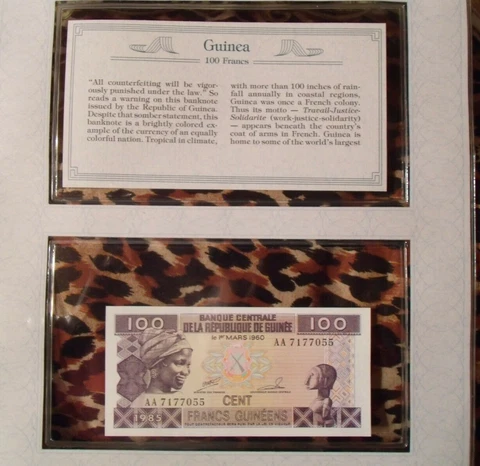 Guinea
100 Francs
"All counterfeiting will be vigor-
ously punished under the law." So
reads a warning on this banknote
issued by the Republic of Guinea.
Despite that somber statement, this
banknote is a brightly colored ex-
ample of the currency of an equally
colorful nation. Tropical in climate,
with more than 100 inches of rain-
fall annually in coastal regions,
Guinea was once a French colony.
Thus its motto — Travail-Justice-
Solidarite (work-justice-solidarity)
— appears beneath the country's
coat of arms in French. Guinea is
home to some of the world's largest
100
BANQUE CENTRALE
DE LA RÉPUBLIQUE DE GUINÉE
100
le 1er MARS 1960
AA 7177055
AA 7177055
CENT
1985
FRANCS GUINÉENS